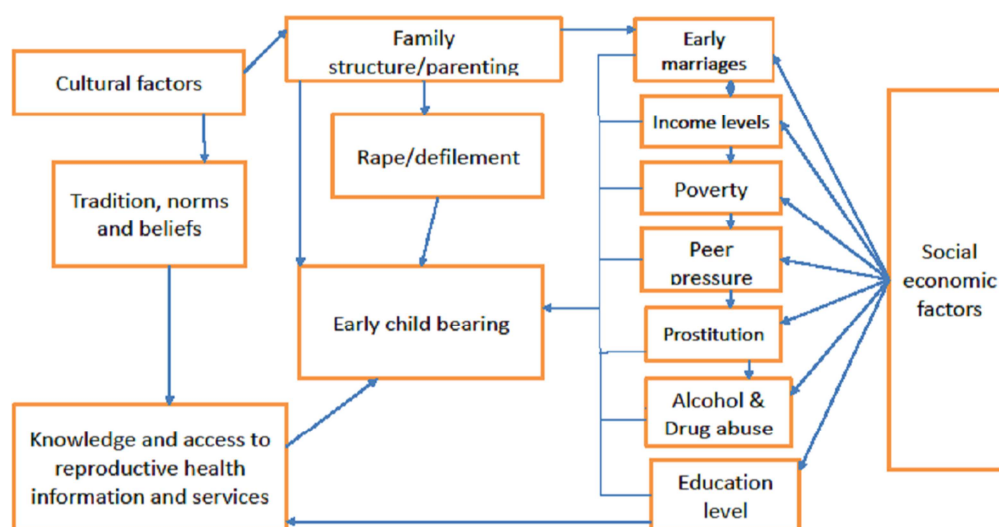 Family
structure/parenting
Early
marriages
Cultural factors
Income levels
Rape/defilement
Poverty
Tradition, norms
and beliefs
Peer
pressure
Social
economic
factors
Early child bearing
Prostitution
Alcohol &
Drug abuse
Knowledge and access to
reproductive health
information and services
Education
level